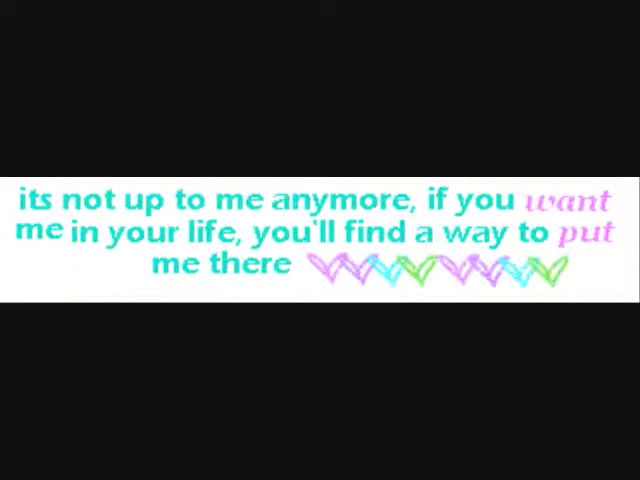 its not up to me anymore, if you want
me in your life, you'll find a way to put
me there